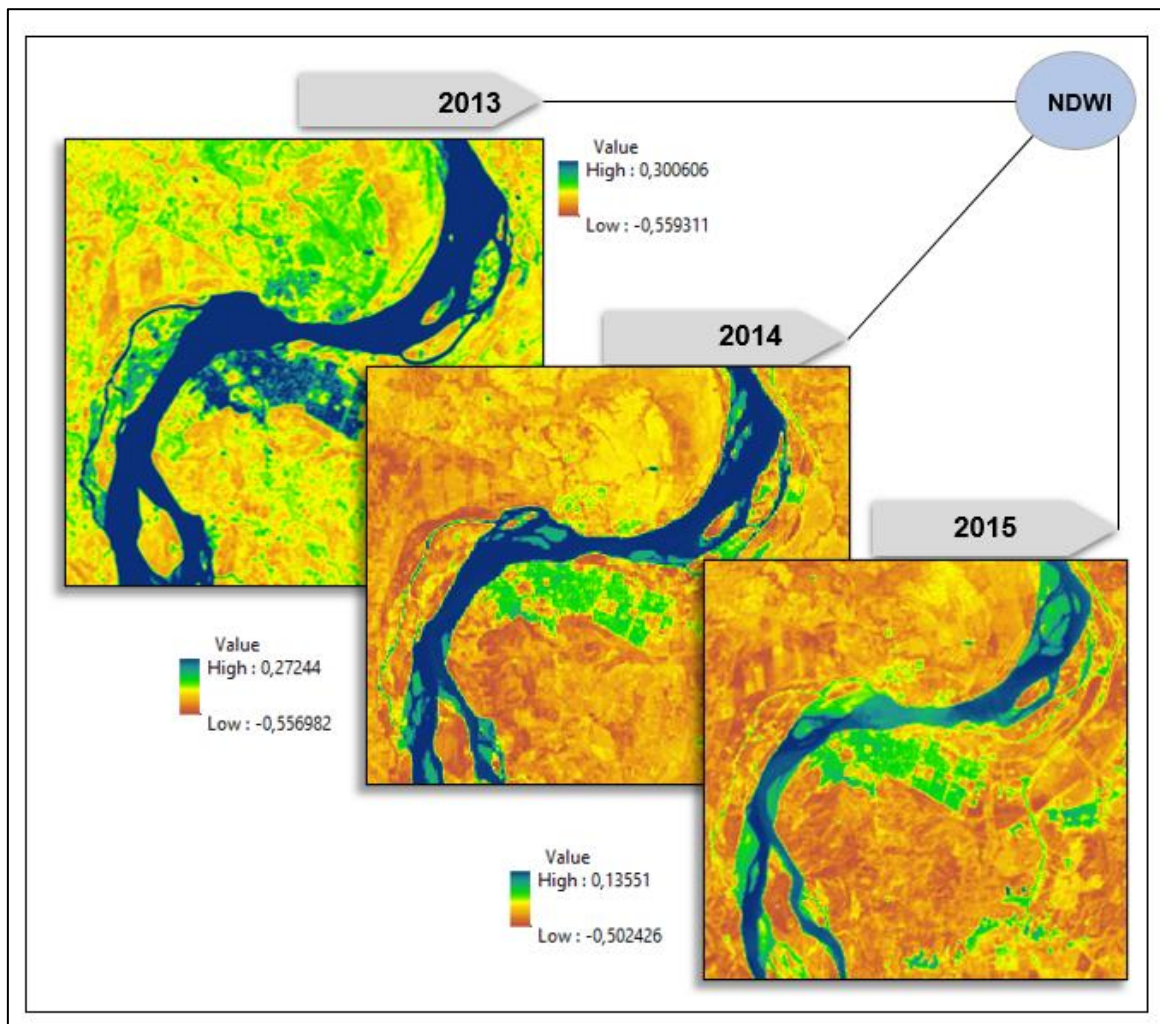 2013
NDWI
Value
High : 0,300606
Low : -0,559311
2014
2015
Value
High : 0,27244
Low : -0,556982
Value
High : 0,13551
Low : -0,502426